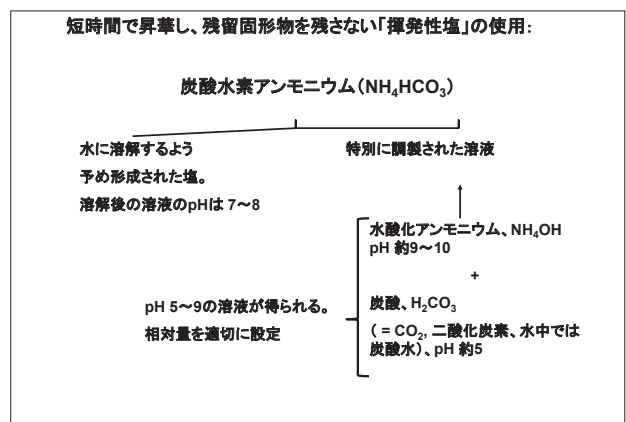 短時間で昇華し、残留固形物を残さない「揮発性塩」の使用：
炭酸水素アンモニウム（NH₄HCO₃）
水に溶解するよう
予め形成された塩。
溶解後の溶液のpHは 7～8
特別に調製された溶液
水酸化アンモニウム、NH₄OH
pH 約9～10
+
炭酸、H₂CO₃
（ = CO₂, 二酸化炭素、水中では
炭酸水）、pH 約5
pH 5～9の溶液が得られる。
相対量を適切に設定